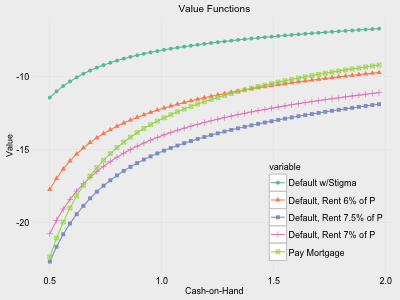 Value Functions
-10
-15
-20
Value
0.5
1.0
1.5
2.0
Cash-on-Hand
variable
Default w/Stigma
Default, Rent 6% of P
Default, Rent 7.5% of P
Default, Rent 7% of P
Pay Mortgage